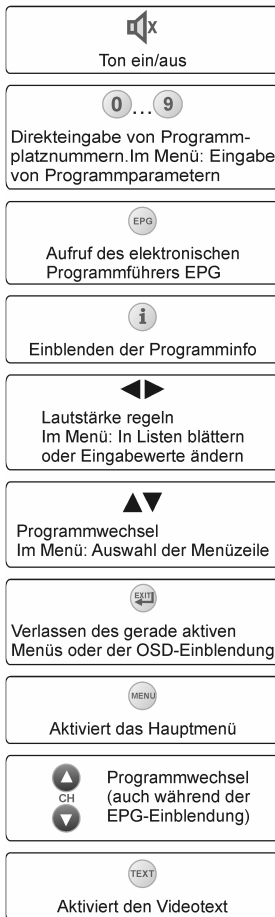 x
Ton ein/aus
0...9
Direkteingabe von Programm-
platznummern.Im Menü: Eingabe
von Programmparametern
EPG
Aufruf des elektronischen
Programmführers EPG
i
Einblenden der Programminfo
Lautstärke regeln
Im Menü: In Listen blättern
oder Eingabewerte ändern
Programmwechsel
Im Menü: Auswahl der Menüzeile
EXIT
Verlassen des gerade aktiven
Menüs oder der OSD-Einblendung
MENU
Aktiviert das Hauptmenü
CH
Programmwechsel
(auch während der
EPG-Einblendung)
TEXT
Aktiviert den Videotext